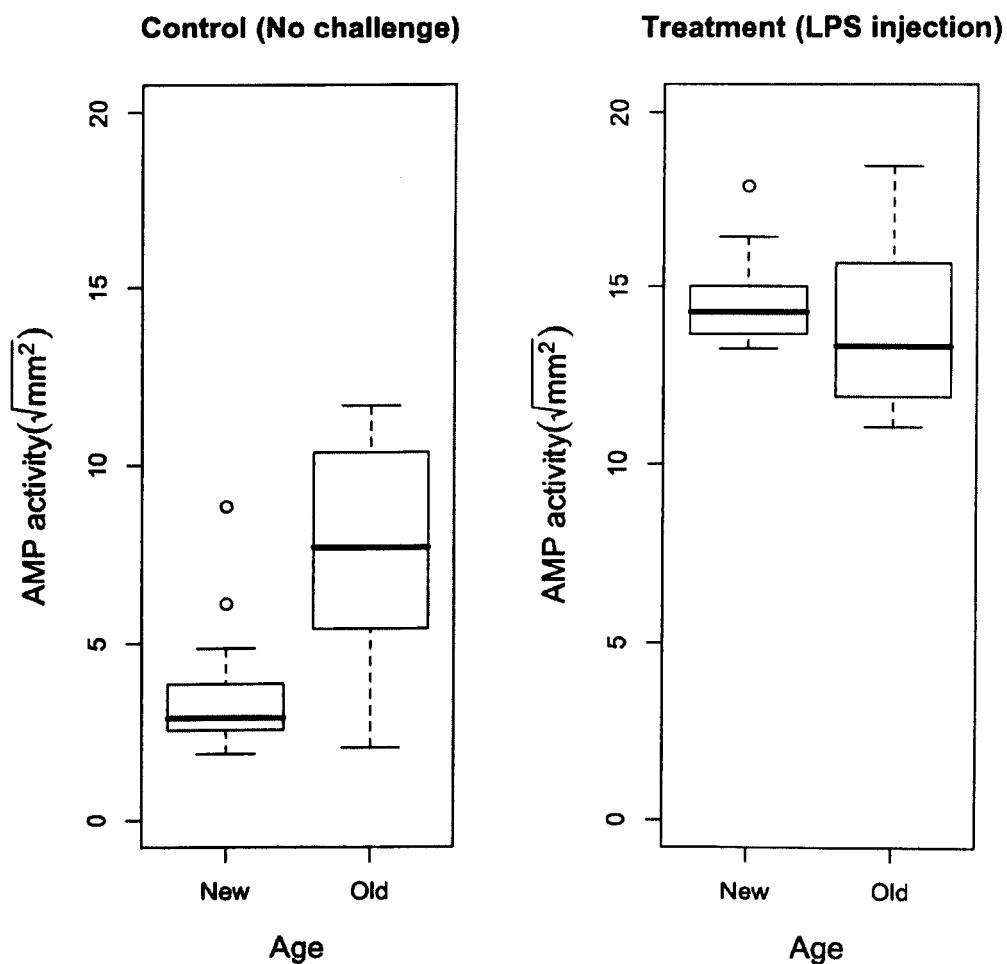 Control (No challenge)
AMP activity(√mm²)
20
15
10
5
0
New Old
Age
Treatment (LPS injection)
AMP activity(√mm²)
20
15
10
5
0
New Old
Age